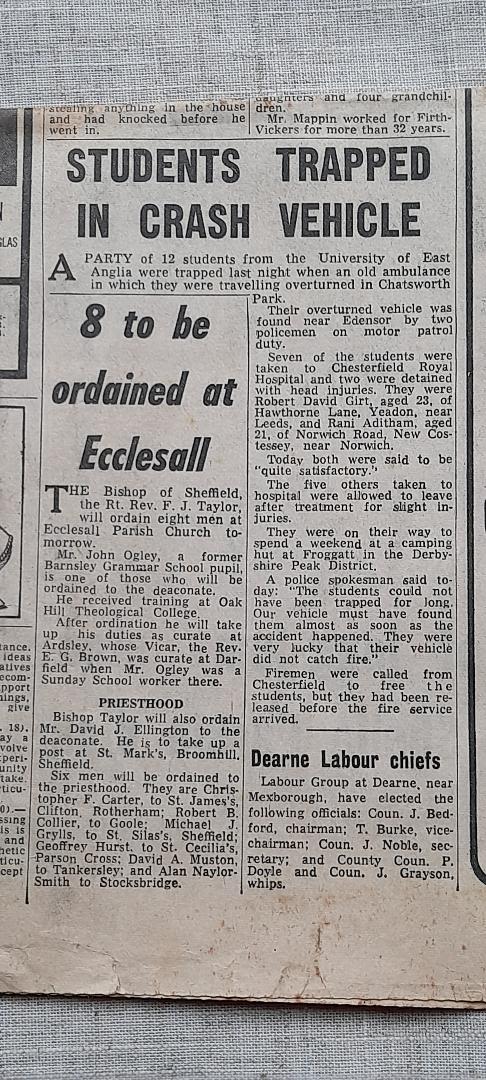 stealing anything in the house
and had knocked before he
went in.
daughters and four grandchil-
dren.
Mr. Mappin worked for Firth-
Vickers for more than 32 years.
STUDENTS TRAPPED
IN CRASH VEHICLE
A PARTY of 12 students from the University of East
Anglia were trapped last night when an old ambulance
in which they were travelling overturned in Chatsworth
Park.
Their overturned vehicle was
found near Edensor by two
policemen on motor patrol
duty.
Seven of the students were
taken to Chesterfield Royal
Hospital and two were detained
with head injuries. They were
Robert David Girt, aged 23, of
Hawthorne Lane, Yeadon, near
Leeds, and Rani Aditham, aged
21, of Norwich Road, New Cos-
tessey, near Norwich.
Today both were said to be
"quite satisfactory."
The five others taken to
hospital were allowed to leave
after treatment for slight in-
juries.
They were on their way to
spend a weekend at a camping
hut at Froggatt in the Derby-
shire Peak District.
A police spokesman said to-
day: "The students could not
have been trapped for long.
Our vehicle must have found
them almost as soon as the
accident happened. They were
very lucky that their vehicle
did not catch fire."
Firemen were called from
Chesterfield to free the
students, but they had been re-
leased before the fire service
arrived.
8 to be
ordained at
Ecclesall
THE Bishop of Sheffield,
the Rt. Rev. F. J. Taylor,
will ordain eight men at
Ecclesall Parish Church to-
morrow.
Mr. John Ogley, a former
Barnsley Grammar School pupil,
is one of those who will be
ordained to the deaconate.
He received training at Oak
Hill Theological College.
After ordination he will take
up his duties as curate at
Ardsley, whose Vicar, the Rev.
E. G. Brown, was curate at Dar-
field when Mr. Ogley was a
Sunday School worker there.
PRIESTHOOD
Bishop Taylor will also ordain
Mr. David J. Ellington to the
deaconate. He is to take up a
post at St. Mark's, Broomhill,
Sheffield.
Six men will be ordained to
the priesthood. They are Chris-
topher F. Carter, to St. James's,
Clifton, Rotherham; Robert B.
Collier, to Goole; Michael J.
Grylls, to St. Silas's, Sheffield;
Geoffrey Hurst. to St. Cecilia's,
Parson Cross; David A. Muston,
to Tankersley; and Alan Naylor-
Smith to Stocksbridge.
Dearne Labour chiefs
Labour Group at Dearne, near
Mexborough, have elected the
following officials: Coun. J. Bed-
ford, chairman; T. Burke, vice-
chairman; Coun. J. Noble, sec-
retary; and County Coun. P.
Doyle and Coun. J. Grayson,
whips.